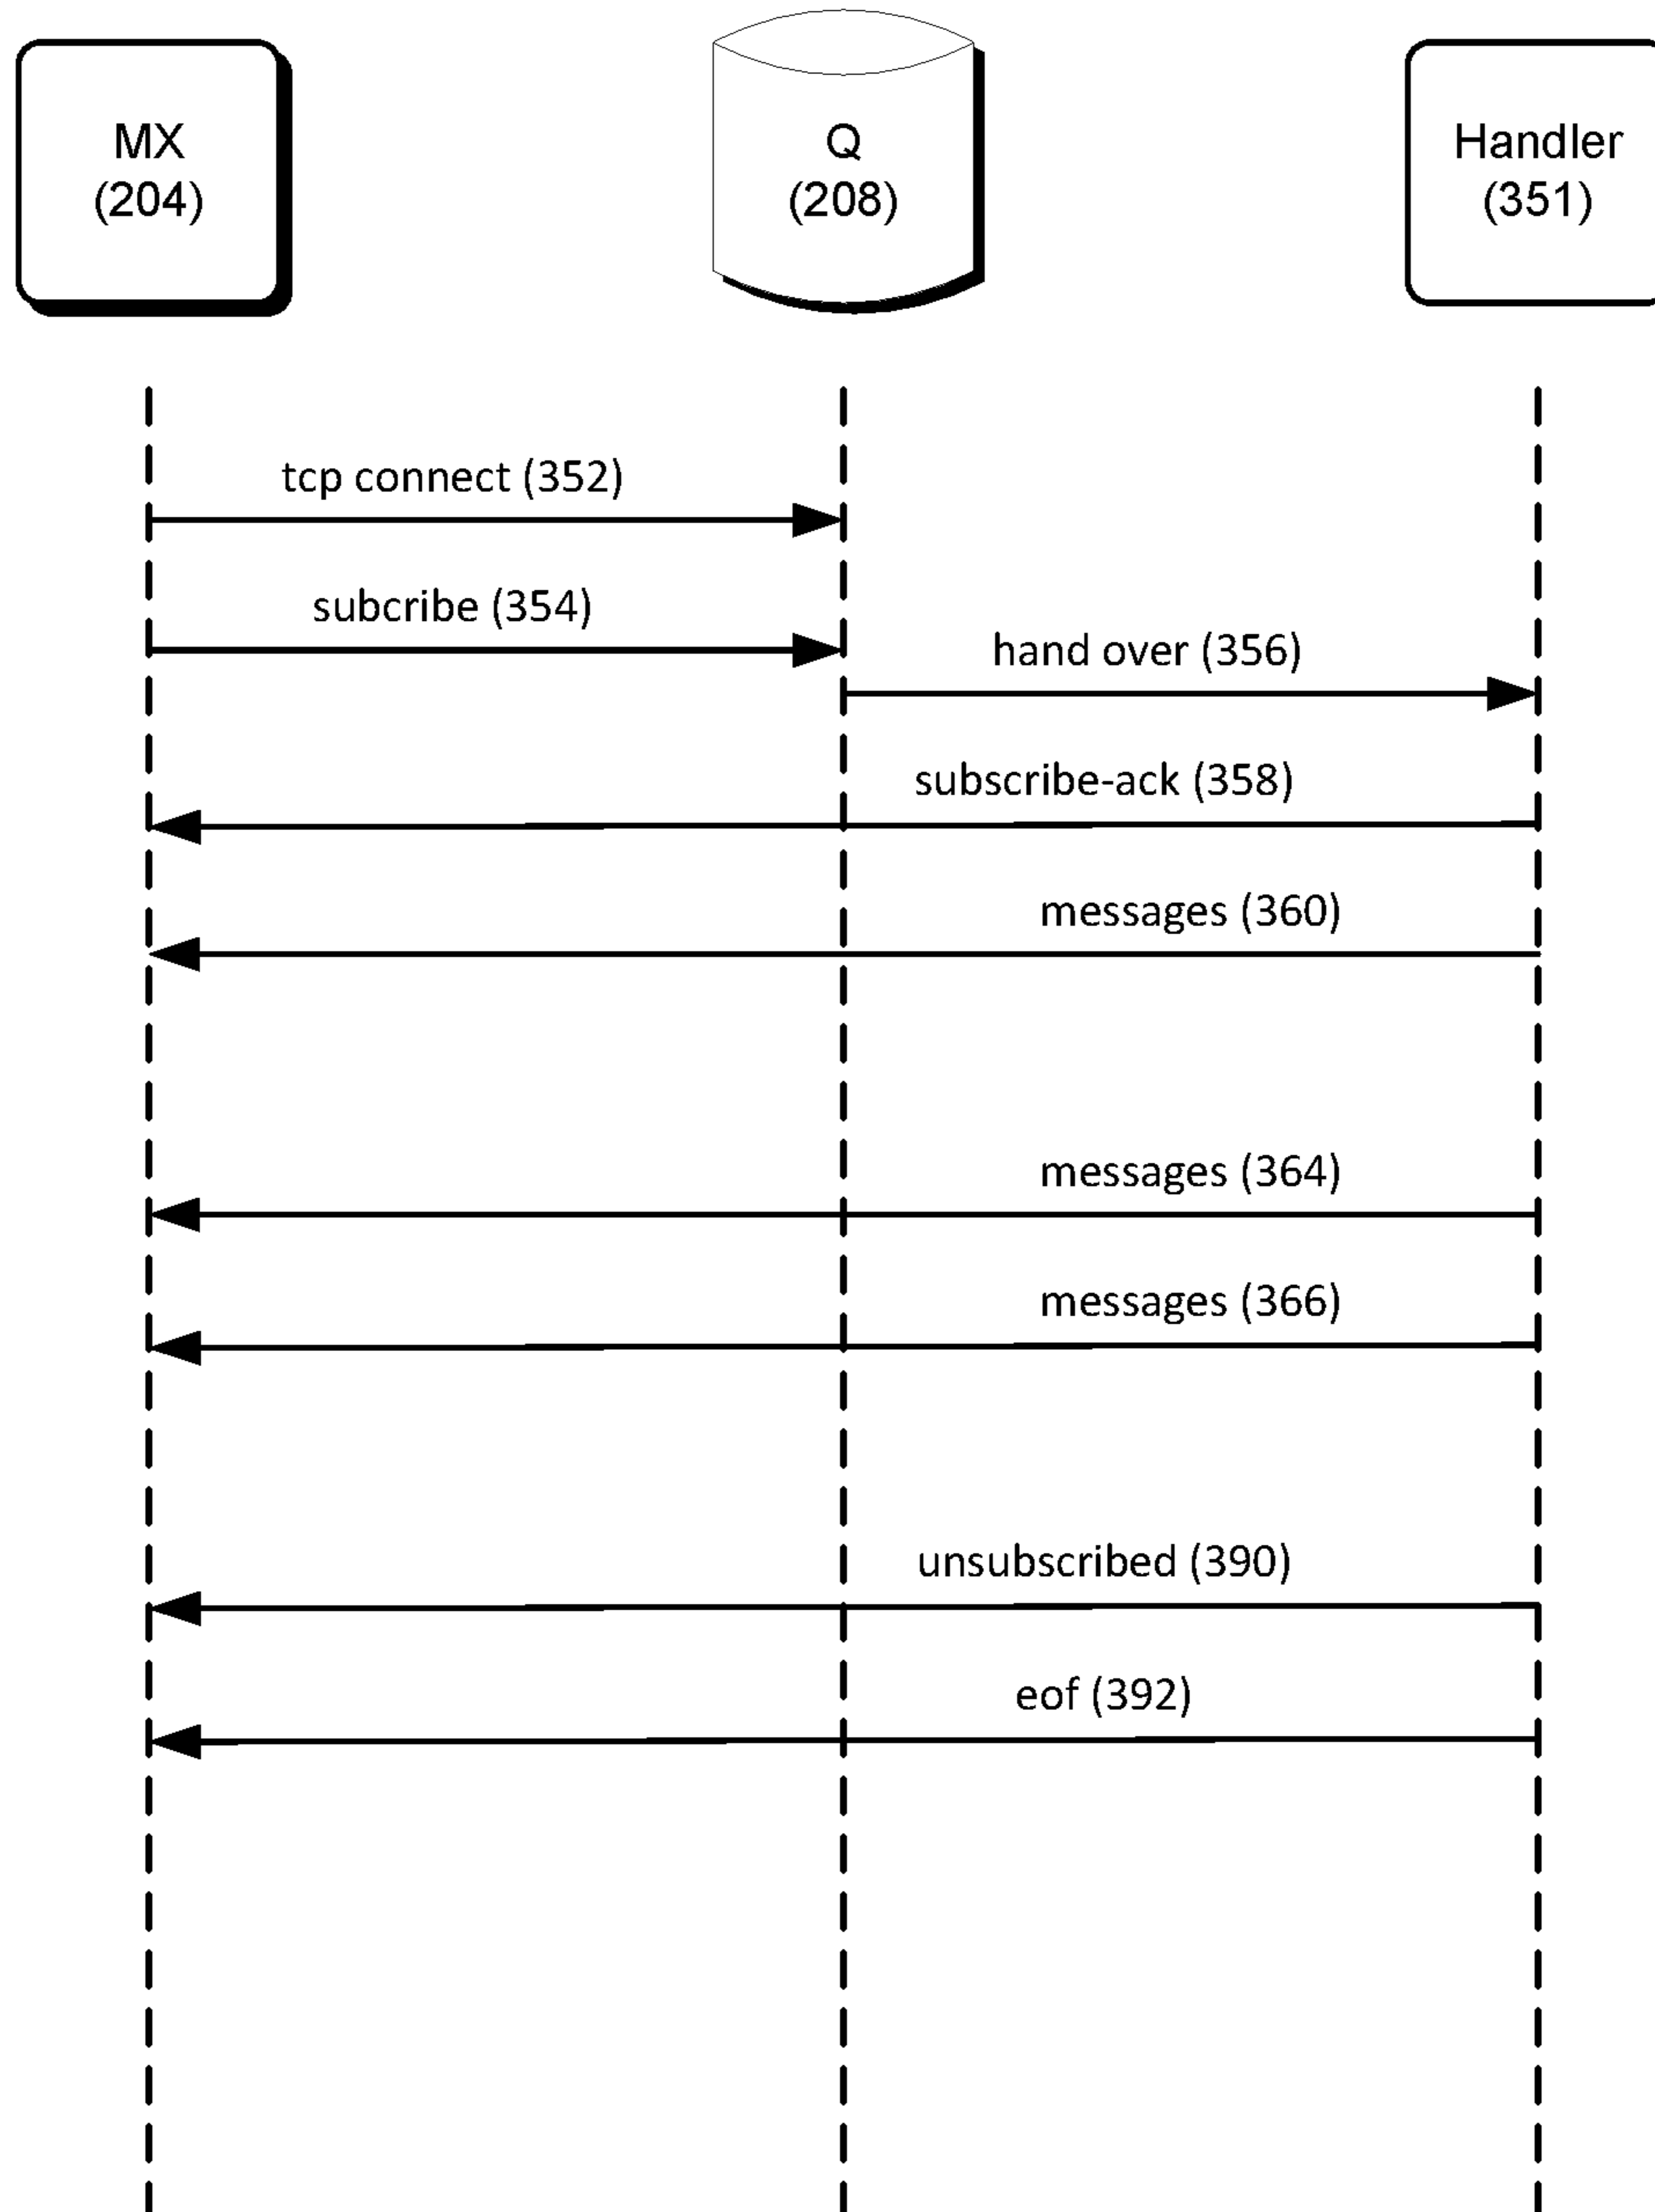 MX
(204)
Q
(208)
Handler
(351)
tcp connect (352)
subcribe (354)
hand over (356)
subscribe-ack (358)
messages (360)
messages (364)
messages (366)
unsubscribed (390)
eof (392)